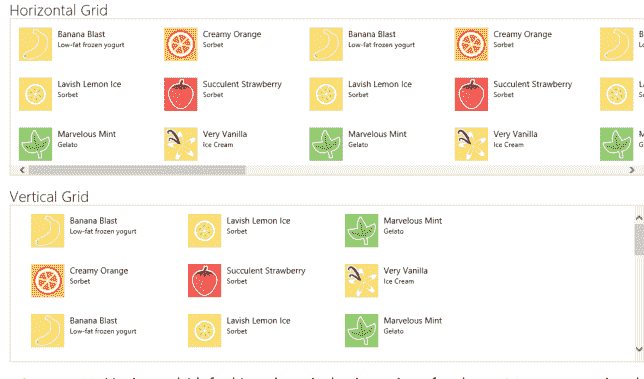 Horizontal Grid
Banana Blast
Low-fat frozen yogurt
Creamy Orange
Sorbet
Banana Blast
Low-fat frozen yogurt
Creamy Orange
Sorbet
Lavish Lemon Ice
Sorbet
Succulent Strawberry
Sorbet
Lavish Lemon Ice
Sorbet
Succulent Strawberry
Sorbet
Marvelous Mint
Gelato
Very Vanilla
Ice Cream
Marvelous Mint
Gelato
Very Vanilla
Ice Cream
Vertical Grid
Banana Blast
Low-fat frozen yogurt
Lavish Lemon Ice
Sorbet
Marvelous Mint
Gelato
Creamy Orange
Sorbet
Succulent Strawberry
Sorbet
Very Vanilla
Ice Cream
Banana Blast
Low-fat frozen yogurt
Lavish Lemon Ice
Sorbet
Marvelous Mint
Gelato